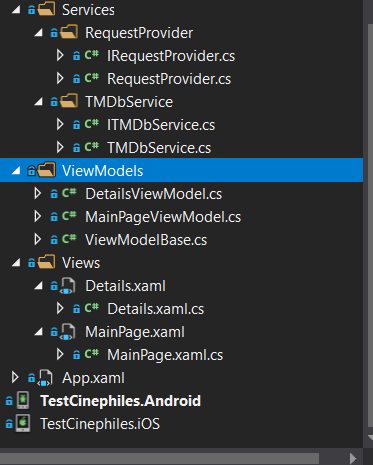 Services
RequestProvider
C# IRequestProvider.cs
C# RequestProvider.cs
TMDbService
C# ITMDbService.cs
C# TMDbService.cs
ViewModels
C# DetailsViewModel.cs
C# MainPageViewModel.cs
C# ViewModelBase.cs
Views
Details.xaml
C# Details.xaml.cs
MainPage.xaml
C# MainPage.xaml.cs
App.xaml
TestCinephiles.Android
TestCinephiles.iOS